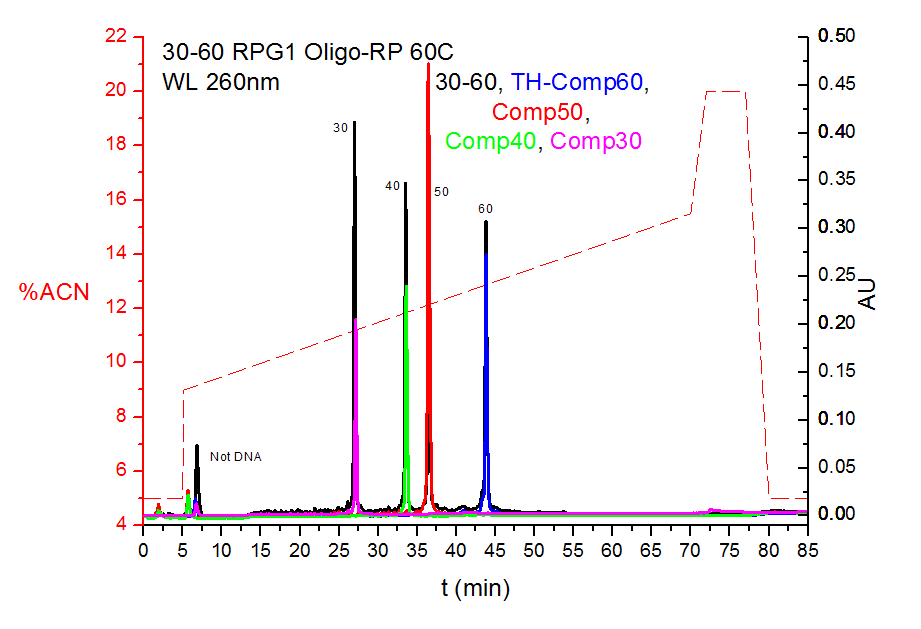 30-60 RPG1 Oligo-RP 60C
WL 260nm
30-60, TH-Comp60,
Comp50,
Comp40, Comp30
30
40
50
60
Not DNA
%ACN
22
20
18
16
14
12
10
8
6
4
AU
0.50
0.45
0.40
0.35
0.30
0.25
0.20
0.15
0.10
0.05
0.00
0 5 10 15 20 25 30 35 40 45 50 55 60 65 70 75 80 85
t (min)